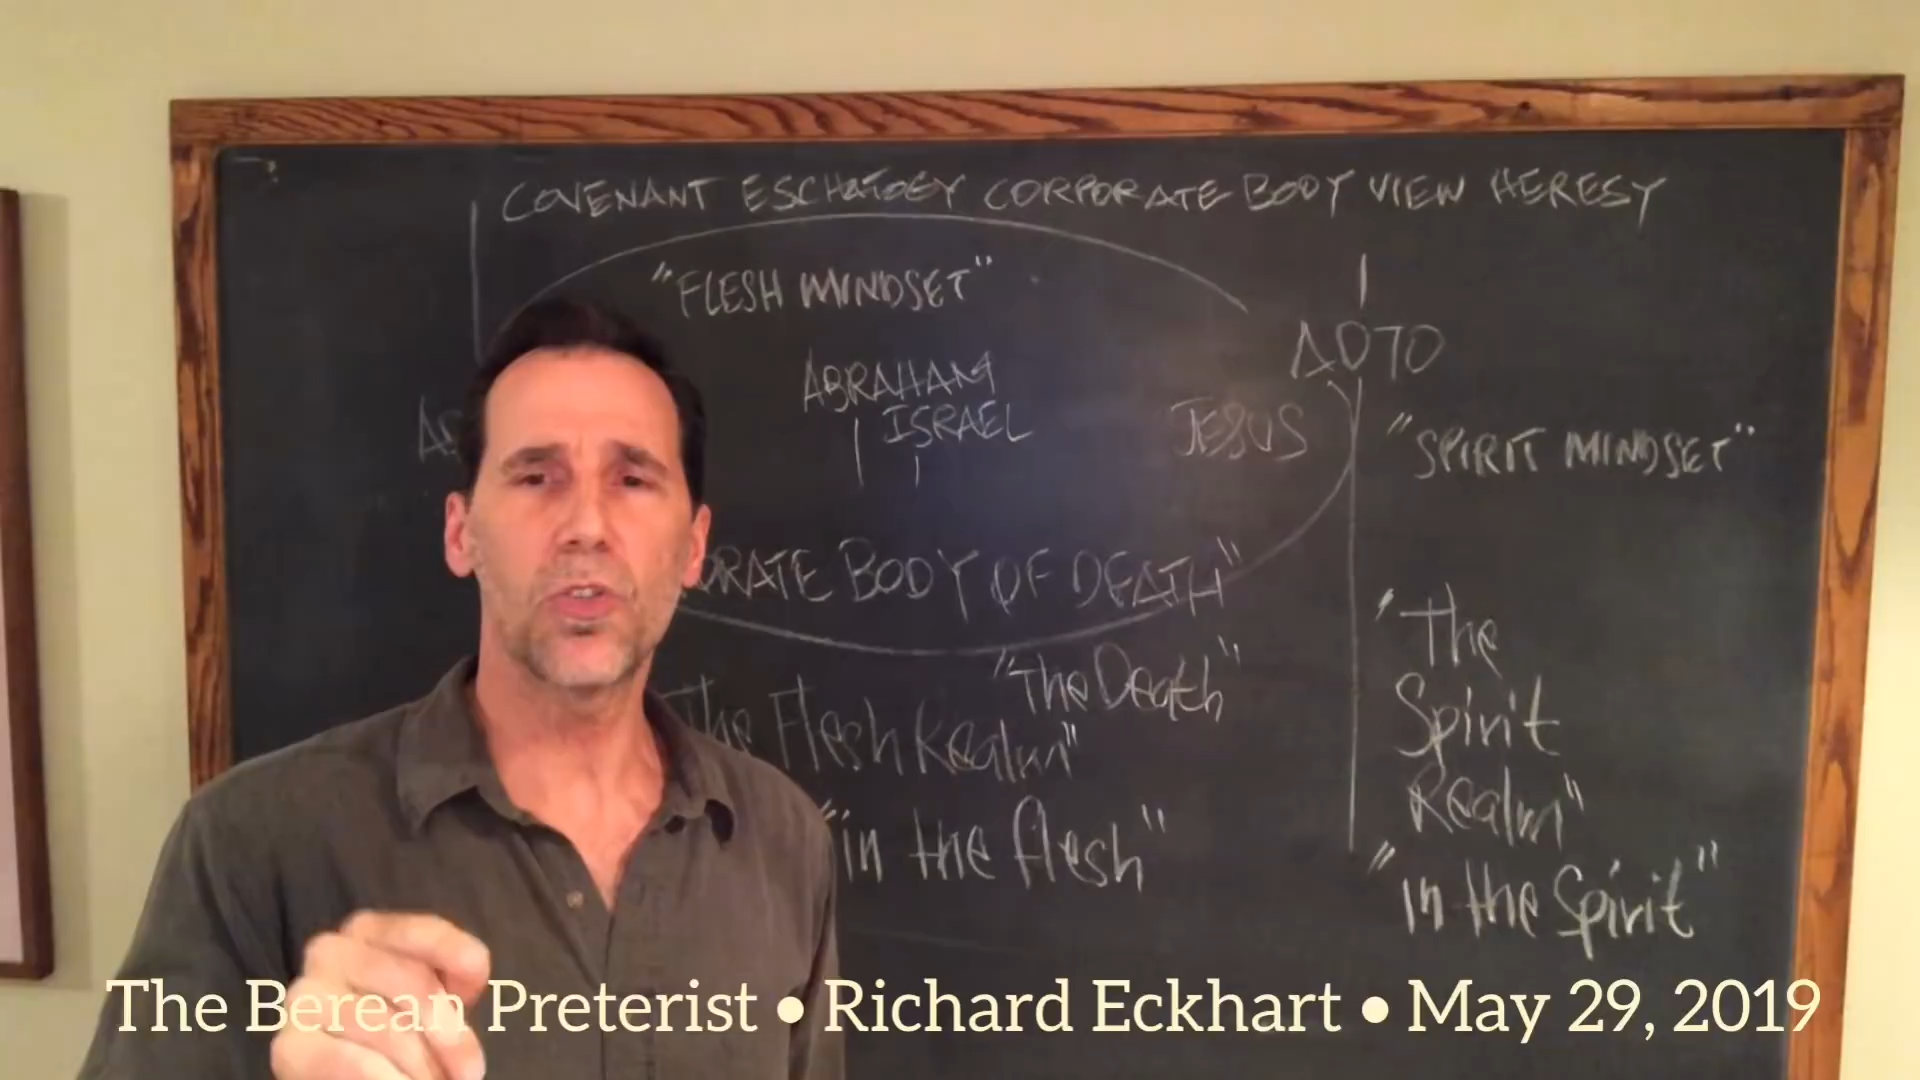 COVENANT ESCHATOLOGY CORPORATE BODY VIEW HERESY
"FLESH MINDSET"
AD70
ABRAHAM
ISRAEL
JESUS
"SPIRIT MINDSET"
ORATE BODY OF DEATH"
"The Death"
The Flesh Realm"
"in the flesh"
"The
Spirit
Realm"
"in the Spirit"
The Berean Preterist • Richard Eckhart • May 29, 2019